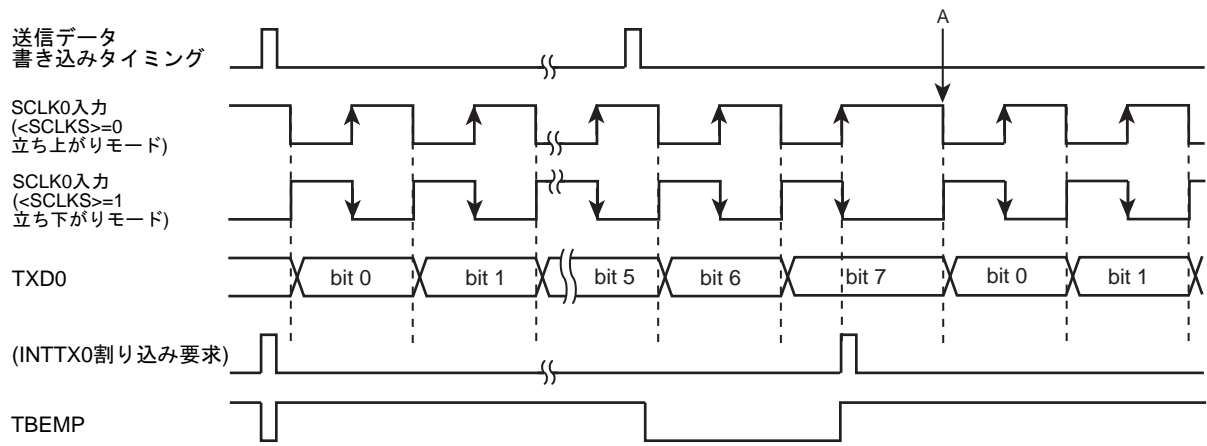 A
送信データ
書き込みタイミング
SCLK0入力
(<SCLKS>=0
立ち上がりモード)
SCLK0入力
(<SCLKS>=1
立ち下がりモード)
TXD0
bit 0 bit 1 bit 5 bit 6 bit 7 bit 0 bit 1
(INTTX0割り込み要求)
TBEMP